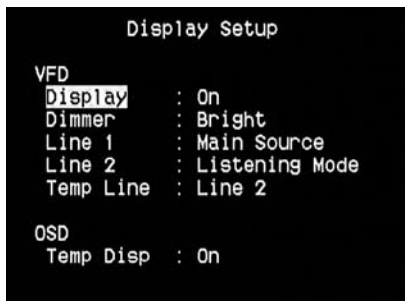 Display Setup
VFD
Display : On
Dimmer : Bright
Line 1 : Main Source
Line 2 : Listening Mode
Temp Line : Line 2
OSD
Temp Disp : On